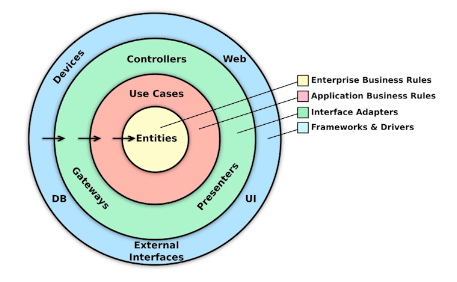 Devices
Controllers
Web
Use Cases
Entities
Gateways
Presenters
DB
UI
External
Interfaces
Enterprise Business Rules
Application Business Rules
Interface Adapters
Frameworks & Drivers